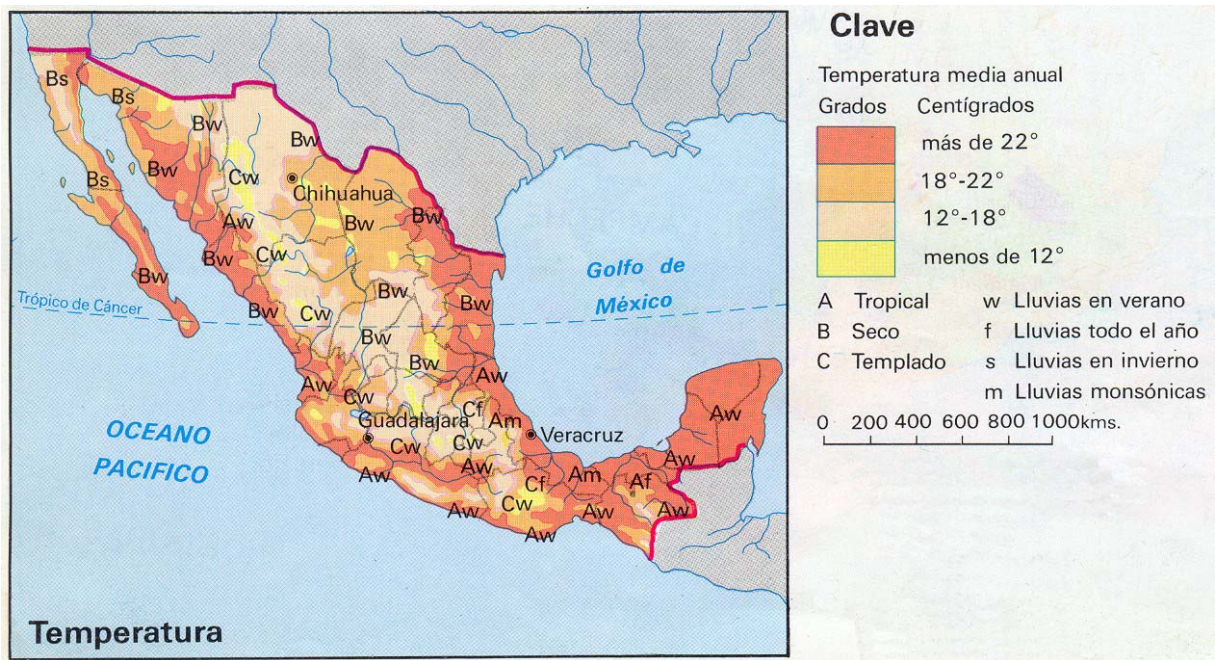 Clave
Temperatura media anual
Grados Centígrados
más de 22°
18°-22°
12°-18°
menos de 12°
A Tropical w Lluvias en verano
B Seco f Lluvias todo el año
C Templado s Lluvias en invierno
m Lluvias monsónicas
0 200 400 600 800 1000kms.
Bs
Bs
Bw
Bw
Bw
Cw
Bs
Chihuahua
Aw
Bw
Bw
Bw
Cw
Bw
Golfo de
México
Trópico de Cáncer
Bw
Bw
Bw
Cw
Bw
Bw
Aw
Aw
Cw
Cf
Am
Aw
Guadalajara
Veracruz
OCEANO
PACIFICO
Cw
Cw
Aw
Aw
Aw
Cf
Am
Af
Cw
Aw
Aw
Aw
Aw
Temperatura